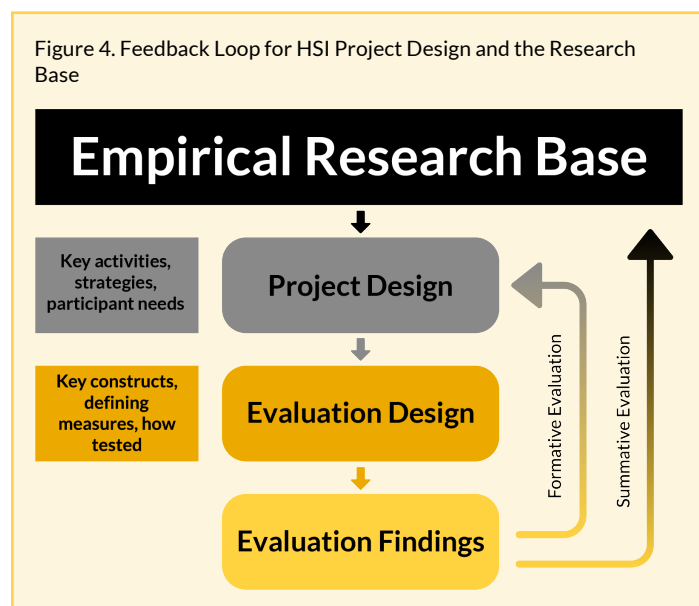 Figure 4. Feedback Loop for HSI Project Design and the Research
Base
Empirical Research Base
Key activities,
strategies,
participant needs
Project Design
Key constructs,
defining
measures, how
tested
Evaluation Design
Evaluation Findings
Formative Evaluation
Summative Evaluation